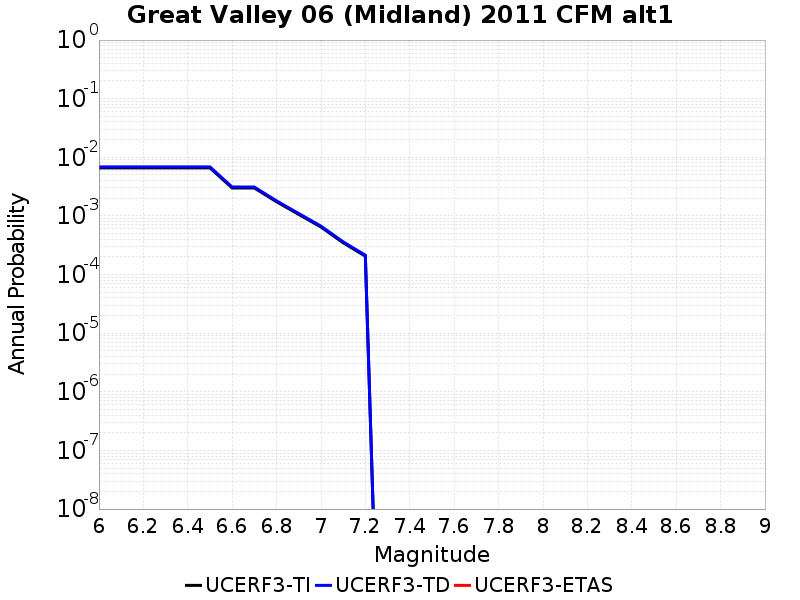 Great Valley 06 (Midland) 2011 CFM alt1
10^0
10^-1
10^-2
10^-3
10^-4
10^-5
10^-6
10^-7
10^-8
Annual Probability
6 6.2 6.4 6.6 6.8 7 7.2 7.4 7.6 7.8 8 8.2 8.4 8.6 8.8 9
Magnitude
UCERF3-TI UCERF3-TD UCERF3-ETAS